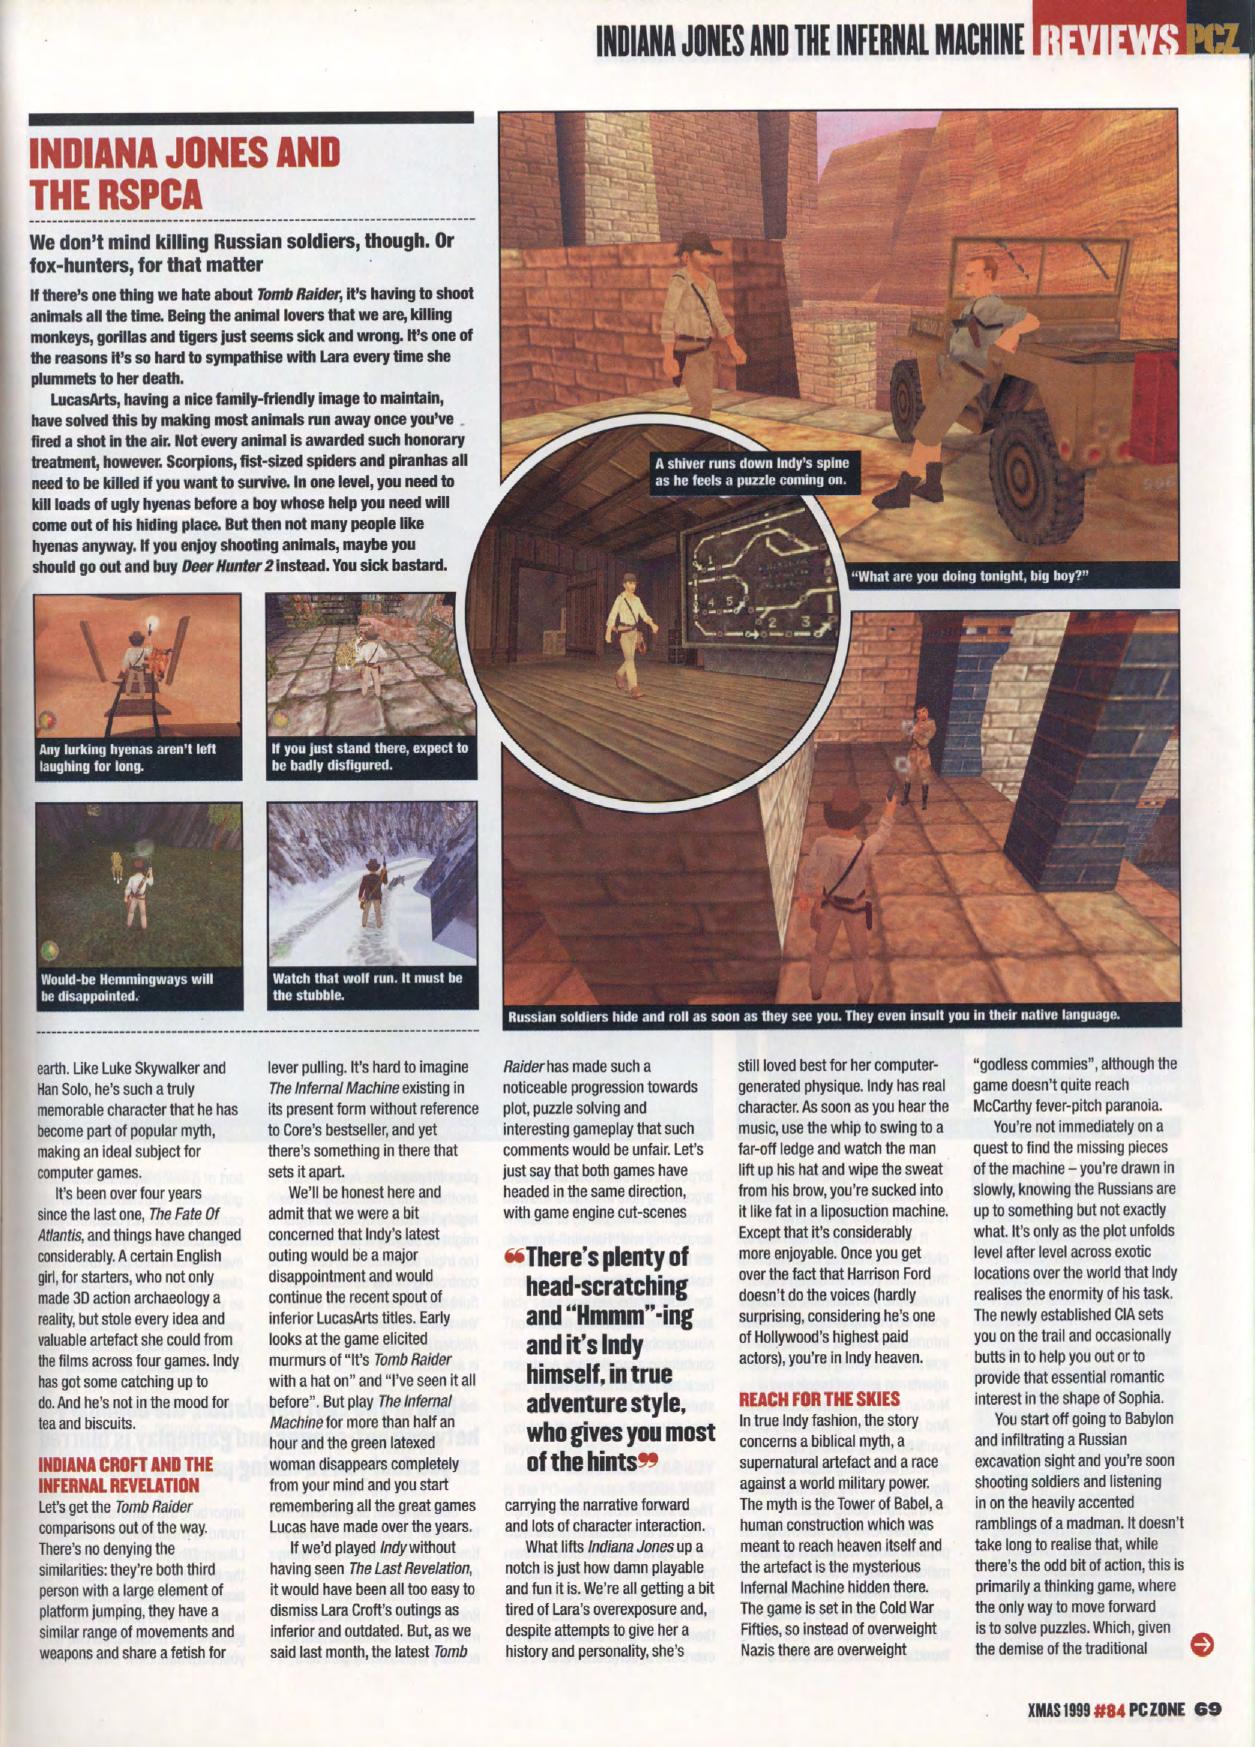 INDIANA JONES AND THE INFERNAL MACHINE REVIEWS PCZ
INDIANA JONES AND
THE RSPCA
We don't mind killing Russian soldiers, though. Or
fox-hunters, for that matter
If there's one thing we hate about Tomb Raider, it's having to shoot
animals all the time. Being the animal lovers that we are, killing
monkeys, gorillas and tigers just seems sick and wrong. It's one of
the reasons it's so hard to sympathise with Lara every time she
plummets to her death.
LucasArts, having a nice family-friendly image to maintain,
have solved this by making most animals run away once you've
fired a shot in the air. Not every animal is awarded such honorary
treatment, however. Scorpions, fist-sized spiders and piranhas all
need to be killed if you want to survive. In one level, you need to
kill loads of ugly hyenas before a boy whose help you need will
come out of his hiding place. But then not many people like
hyenas anyway. If you enjoy shooting animals, maybe you
should go out and buy Deer Hunter 2 instead. You sick bastard.
Any lurking hyenas aren't left
laughing for long.
If you just stand there, expect to
be badly disfigured.
Would-be Hemmingways will
be disappointed.
Watch that wolf run. It must be
the stubble.
A shiver runs down Indy's spine
as he feels a puzzle coming on.
"What are you doing tonight, big boy?"
1
4 5
2 3
Russian soldiers hide and roll as soon as they see you. They even insult you in their native language.
earth. Like Luke Skywalker and
Han Solo, he's such a truly
memorable character that he has
become part of popular myth,
making an ideal subject for
computer games.
It's been over four years
since the last one, The Fate Of
Atlantis, and things have changed
considerably. A certain English
girl, for starters, who not only
made 3D action archaeology a
reality, but stole every idea and
valuable artefact she could from
the films across four games. Indy
has got some catching up to
do. And he's not in the mood for
tea and biscuits.
INDIANA CROFT AND THE
INFERNAL REVELATION
Let's get the Tomb Raider
comparisons out of the way.
There's no denying the
similarities: they're both third
person with a large element of
platform jumping, they have a
similar range of movements and
weapons and share a fetish for
lever pulling. It's hard to imagine
The Infernal Machine existing in
its present form without reference
to Core's bestseller, and yet
there's something in there that
sets it apart.
We'll be honest here and
admit that we were a bit
concerned that Indy's latest
outing would be a major
disappointment and would
continue the recent spout of
inferior LucasArts titles. Early
looks at the game elicited
murmurs of "It's Tomb Raider
with a hat on" and "I've seen it all
before". But play The Infernal
Machine for more than half an
hour and the green latexed
woman disappears completely
from your mind and you start
remembering all the great games
Lucas have made over the years.
If we'd played Indy without
having seen The Last Revelation,
it would have been all too easy to
dismiss Lara Croft's outings as
inferior and outdated. But, as we
said last month, the latest Tomb
Raider has made such a
noticeable progression towards
plot, puzzle solving and
interesting gameplay that such
comments would be unfair. Let's
just say that both games have
headed in the same direction,
with game engine cut-scenes
“There's plenty of
head-scratching
and "Hmmm"-ing
and it's Indy
himself, in true
adventure style,
who gives you most
of the hints”
carrying the narrative forward
and lots of character interaction.
What lifts Indiana Jones up a
notch is just how damn playable
and fun it is. We're all getting a bit
tired of Lara's overexposure and,
despite attempts to give her a
history and personality, she's
still loved best for her computer-
generated physique. Indy has real
character. As soon as you hear the
music, use the whip to swing to a
far-off ledge and watch the man
lift up his hat and wipe the sweat
from his brow, you're sucked into
it like fat in a liposuction machine.
Except that it's considerably
more enjoyable. Once you get
over the fact that Harrison Ford
doesn't do the voices (hardly
surprising, considering he's one
of Hollywood's highest paid
actors), you're in Indy heaven.
REACH FOR THE SKIES
In true Indy fashion, the story
concerns a biblical myth, a
supernatural artefact and a race
against a world military power.
The myth is the Tower of Babel, a
human construction which was
meant to reach heaven itself and
the artefact is the mysterious
Infernal Machine hidden there.
The game is set in the Cold War
Fifties, so instead of overweight
Nazis there are overweight
"godless commies", although the
game doesn't quite reach
McCarthy fever-pitch paranoia.
You're not immediately on a
quest to find the missing pieces
of the machine – you're drawn in
slowly, knowing the Russians are
up to something but not exactly
what. It's only as the plot unfolds
level after level across exotic
locations over the world that Indy
realises the enormity of his task.
The newly established CIA sets
you on the trail and occasionally
butts in to help you out or to
provide that essential romantic
interest in the shape of Sophia.
You start off going to Babylon
and infiltrating a Russian
excavation sight and you're soon
shooting soldiers and listening
in on the heavily accented
ramblings of a madman. It doesn't
take long to realise that, while
there's the odd bit of action, this is
primarily a thinking game, where
the only way to move forward
is to solve puzzles. Which, given
the demise of the traditional
XMAS 1999 #84 PC ZONE 69